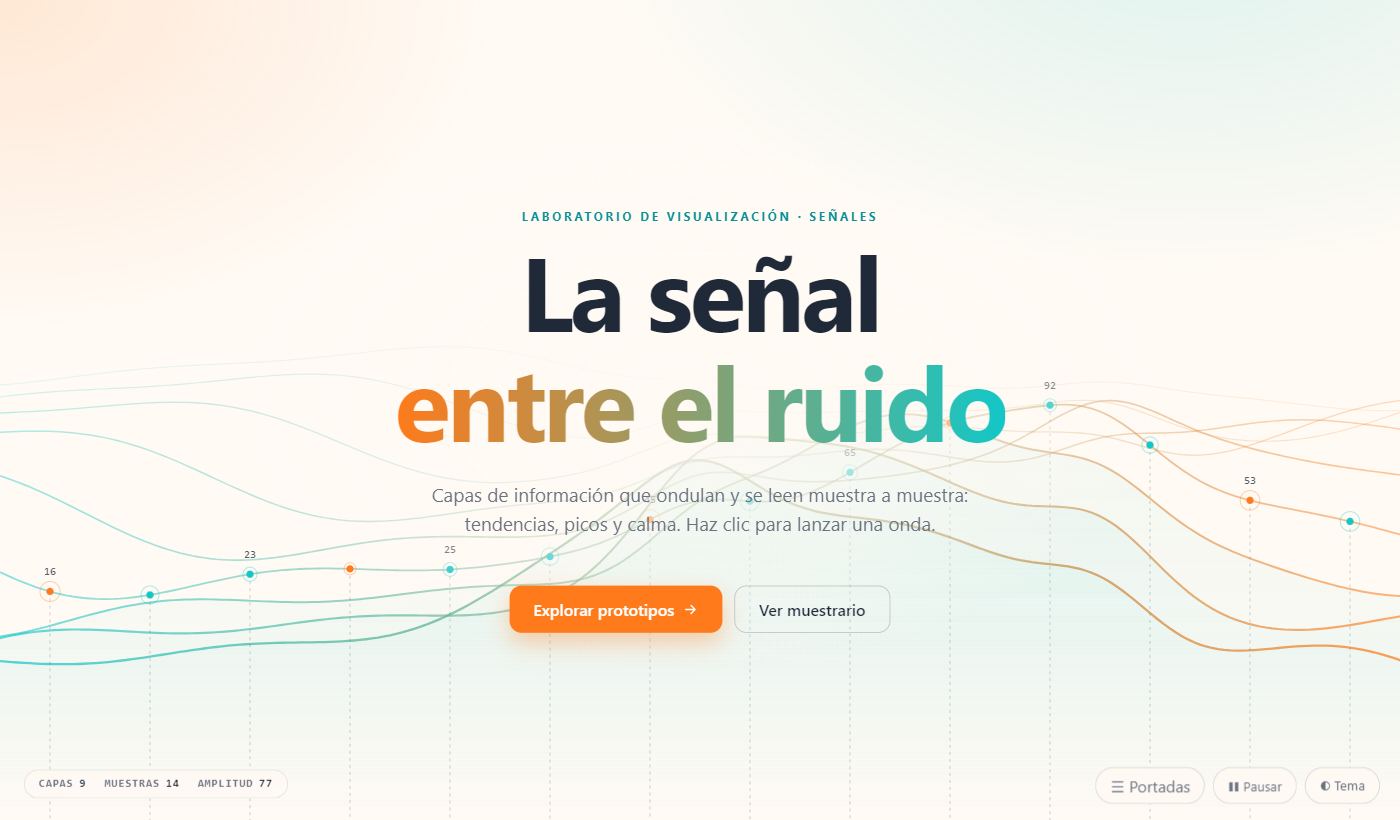 LABORATORIO DE VISUALIZACIÓN · SEÑALES
La señal
entre el ruido
92
65
Capas de información que ondulan y se leen muestra a muestra:
tendencias, picos y calma. Haz clic para lanzar una onda.
53
16
23
25
Explorar prototipos →
Ver muestrario
CAPAS 9 MUESTRAS 14 AMPLITUD 77
☰ Portadas
Pausar
Tema